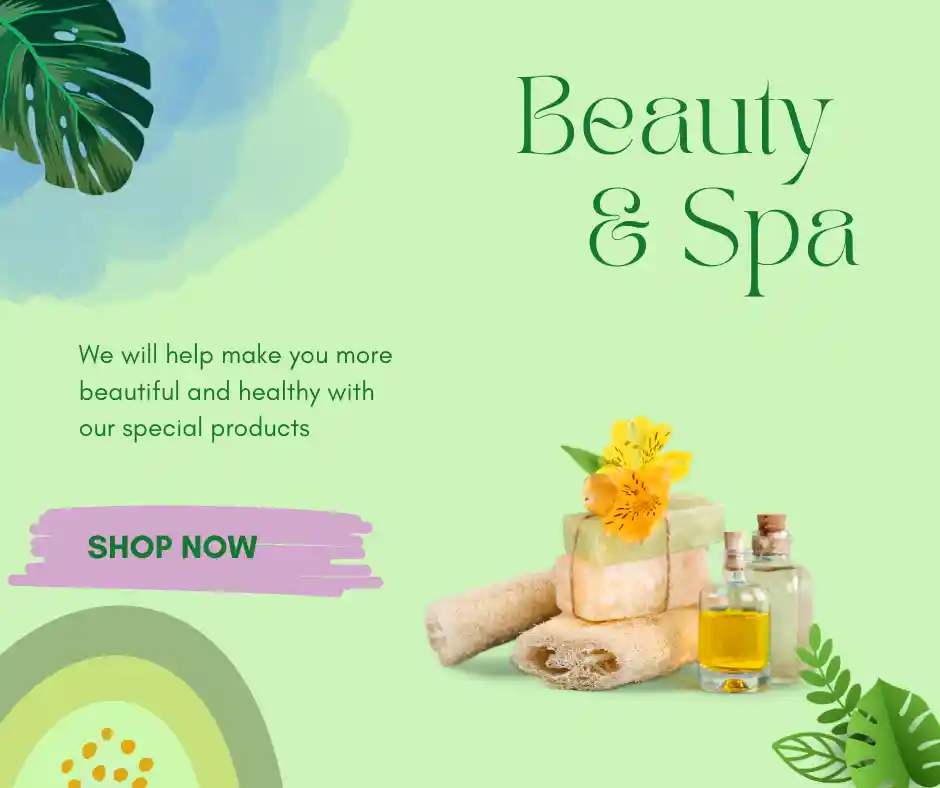 Beauty
& Spa
We will help make you more
beautiful and healthy with
our special products
SHOP NOW